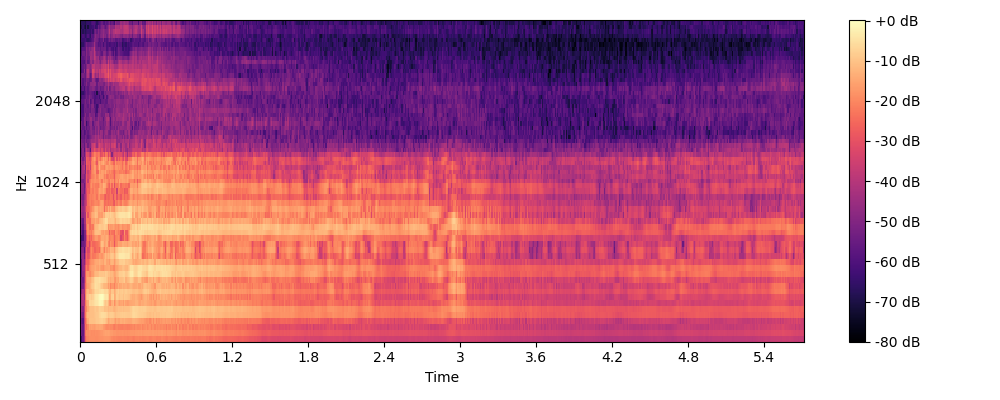 +0 dB
-10 dB
-20 dB
-30 dB
-40 dB
-50 dB
-60 dB
-70 dB
-80 dB
2048
1024
512
Hz
0 0.6 1.2 1.8 2.4 3 3.6 4.2 4.8 5.4
Time